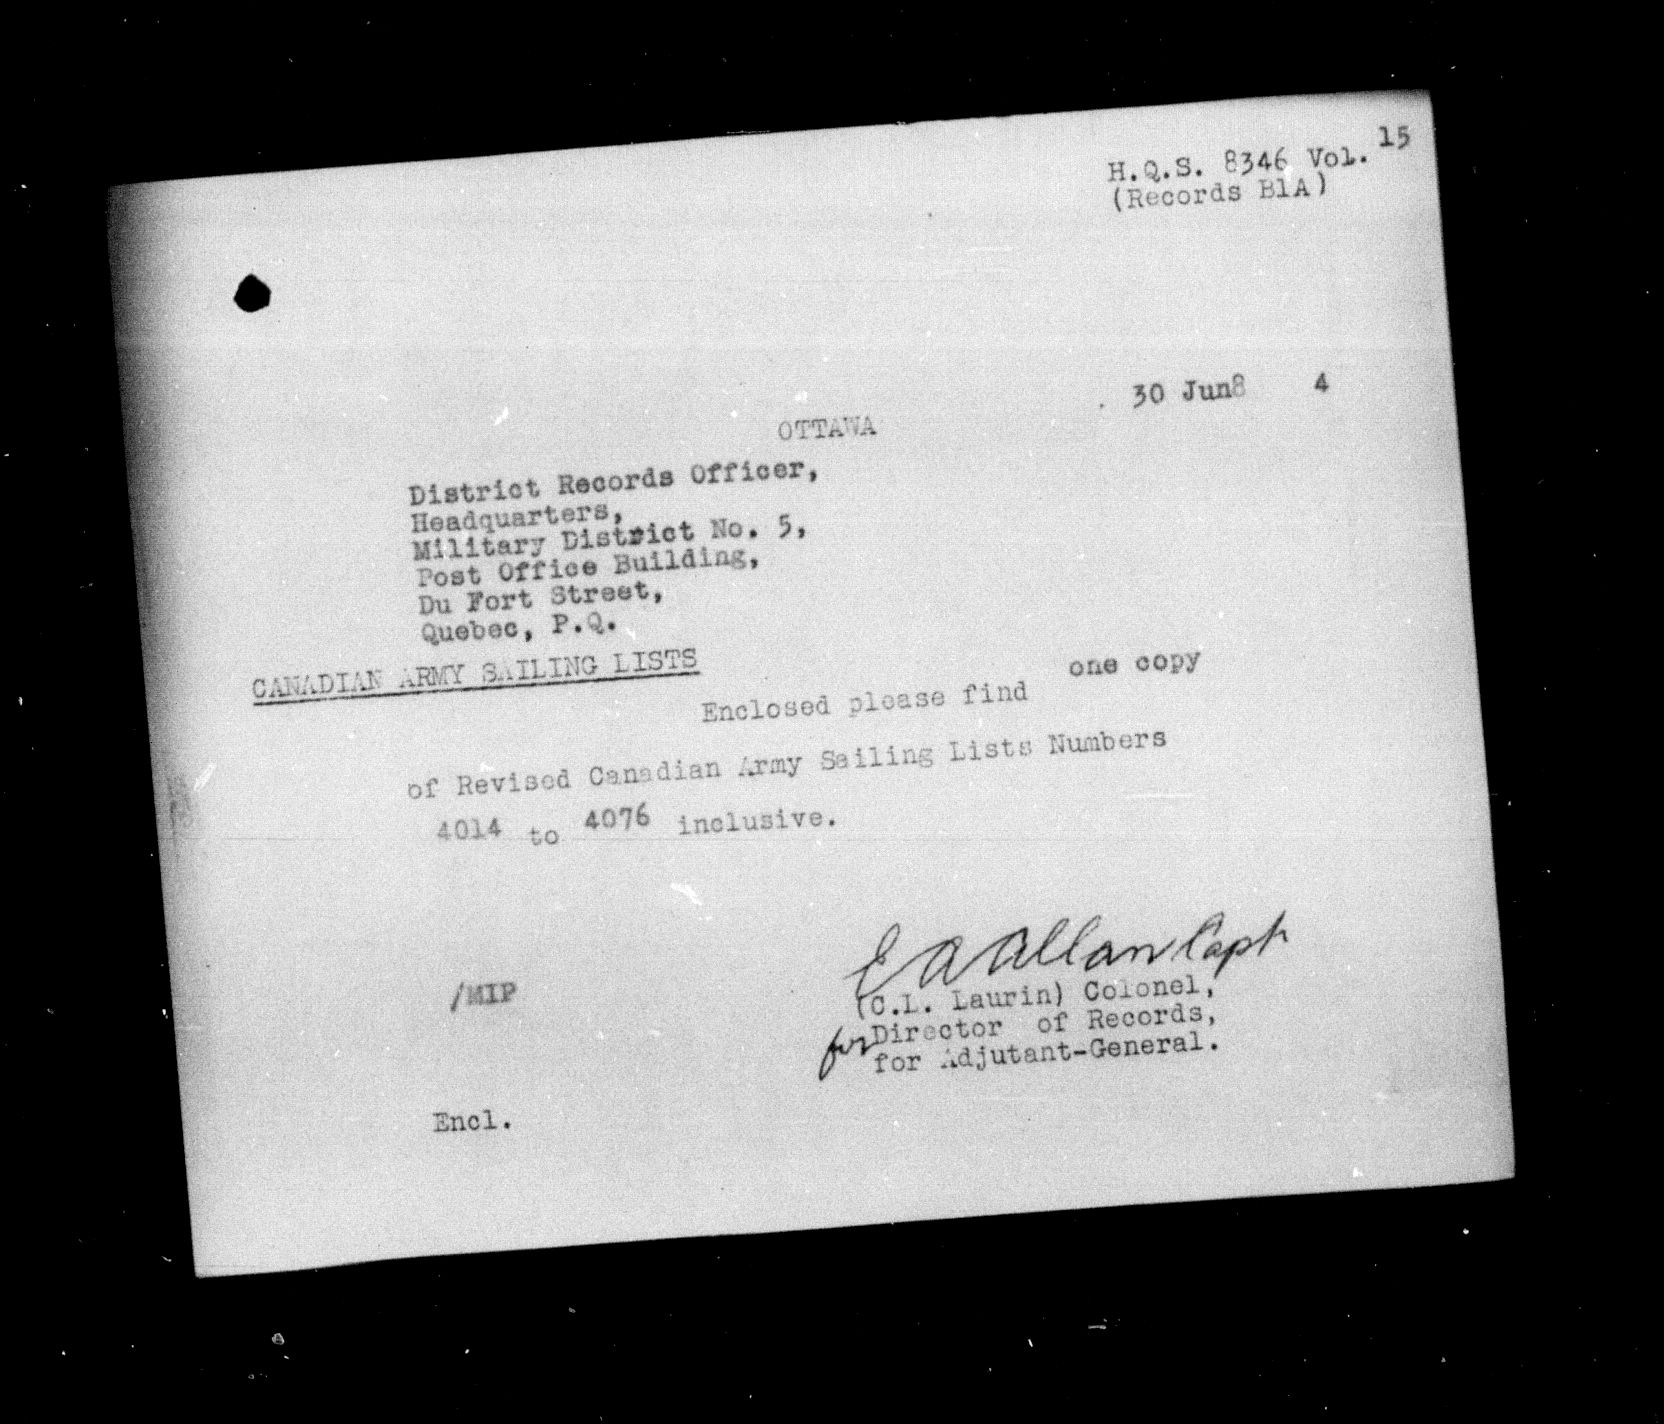 H.Q.S. 8346 Vol. 15
(Records B1A)
30 Jun8 4
OTTAWA
District Records Officer,
Headquarters,
Military District No. 5,
Post Office Building,
Du Fort Street,
Quebec, P.Q.
CANADIAN ARMY SAILING LISTS
Enclosed please find one copy
of Revised Canadian Army Sailing Lists Numbers
4014 to 4076 inclusive.
E A Allan Capt
/MIP
(C.L. Laurin) Colonel,
for Director of Records,
for Adjutant-General.
Encl.